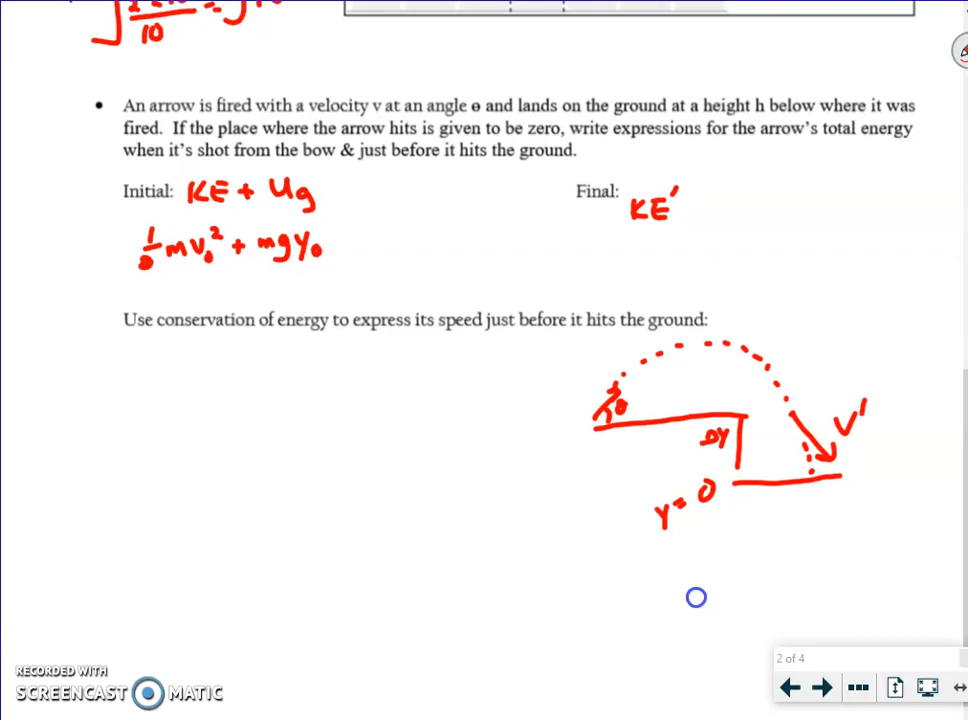 10
• An arrow is fired with a velocity v at an angle ɵ and lands on the ground at a height h below where it was
fired. If the place where the arrow hits is given to be zero, write expressions for the arrow's total energy
when it's shot from the bow & just before it hits the ground.
Initial: KE + Ug
Final: KE'
½ mv₀² + mgy₀
Use conservation of energy to express its speed just before it hits the ground:
θ
V'
ΔY
Y = 0
2 of 4
RECORDED WITH
SCREENCAST MATIC